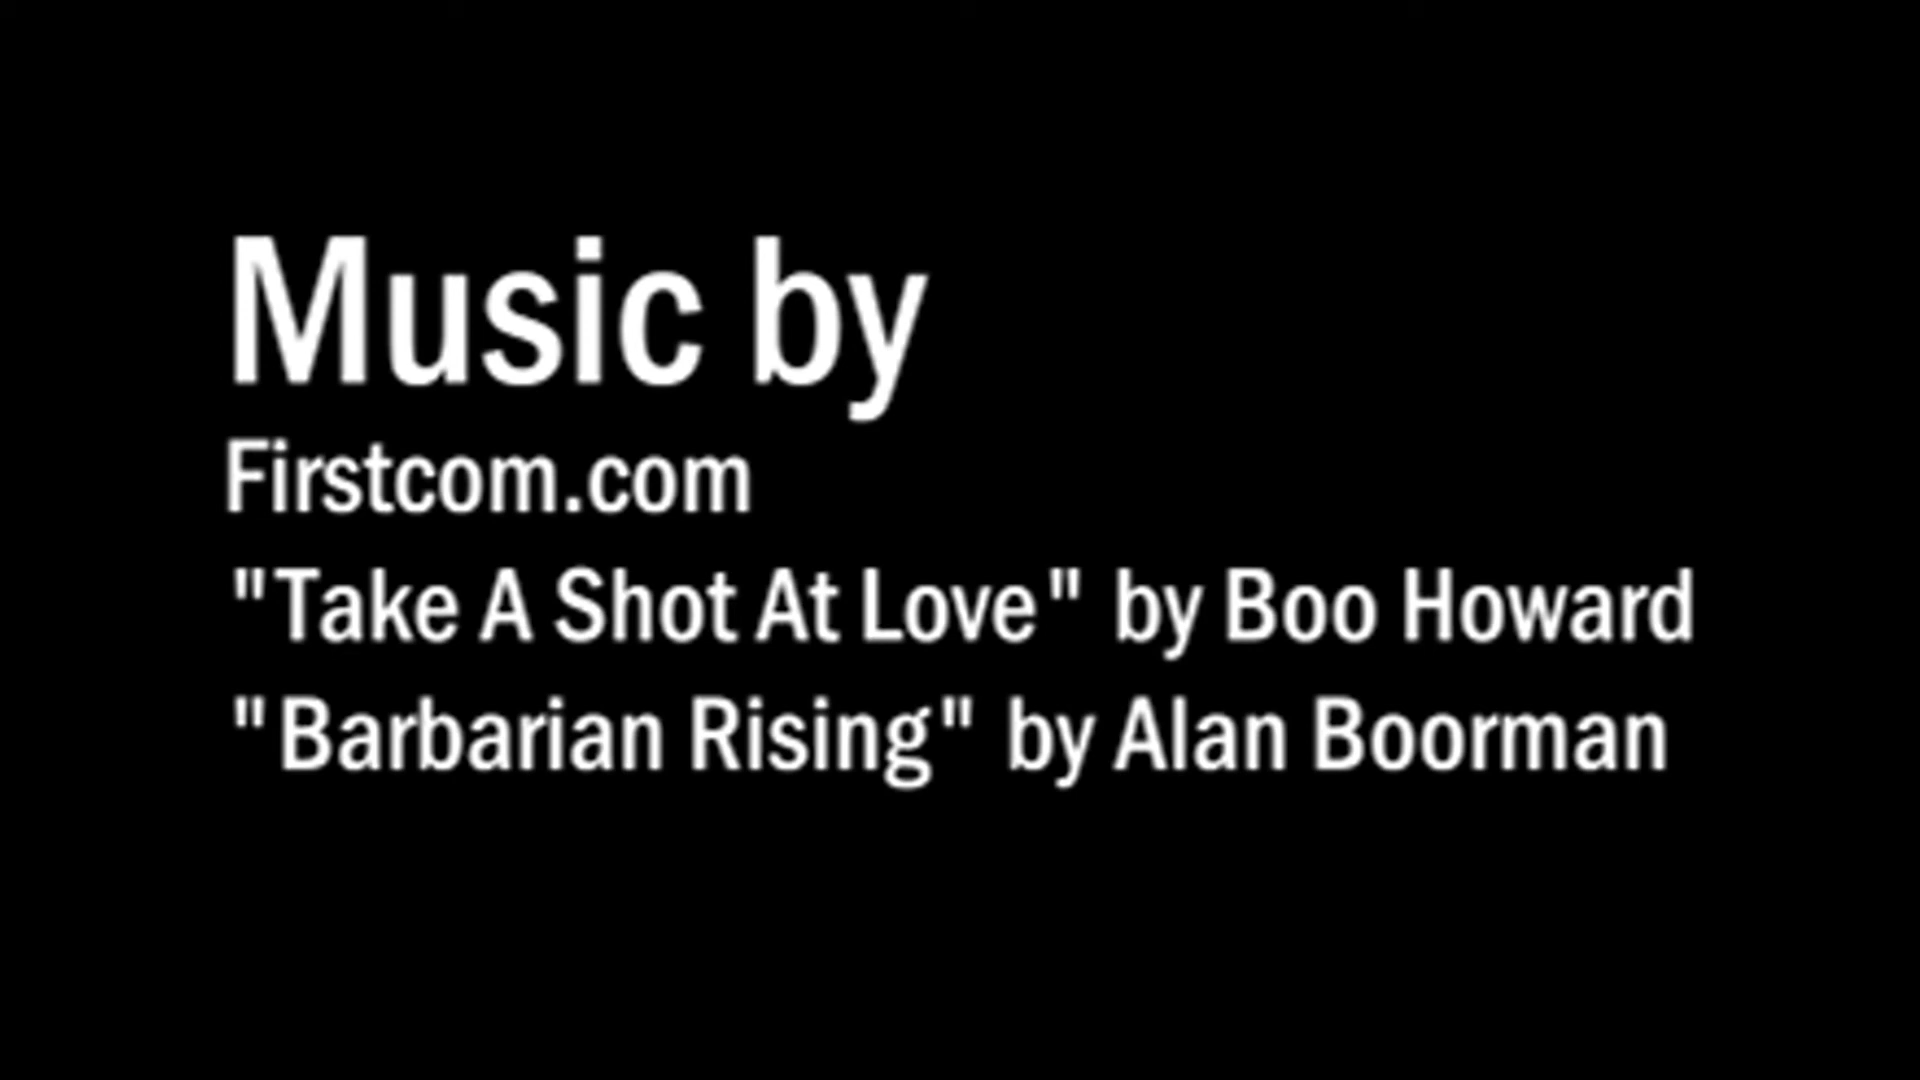 Music by
Firstcom.com
"Take A Shot At Love" by Boo Howard
"Barbarian Rising" by Alan Boorman